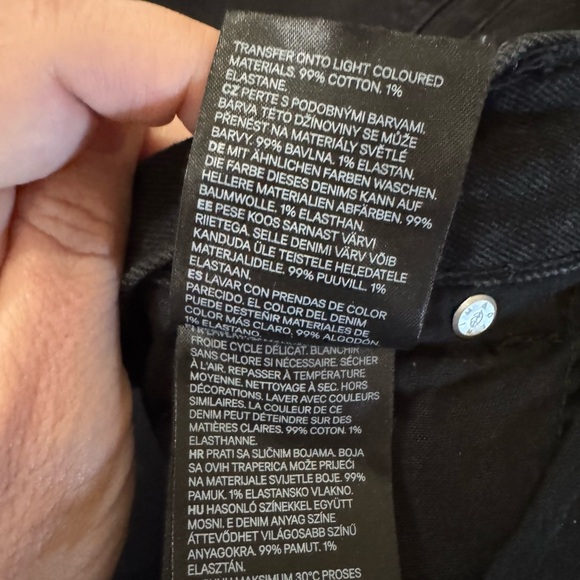 TRANSFER ONTO LIGHT COLOURED
MATERIALS. 99% COTTON. 1%
ELASTANE.
CZ PERTE S PODOBNÝMI BARVAMI.
BARVA TÉTO DŽÍNOVINY SE MŮŽE
PŘENÉST NA MATERIÁLY SVĚTLÉ
BARVY. 99% BAVLNA. 1% ELASTAN.
DE MIT ÄHNLICHEN FARBEN WASCHEN.
DIE FARBE DIESES DENIMS KANN AUF
HELLERE MATERIALIEN ABFÄRBEN. 99%
BAUMWOLLE. 1% ELASTHAN.
EE PESE KOOS SARNAST VÄRVI
RIIETEGA. SELLE DENIMI VÄRV VÕIB
KANDUDA ÜLE TEISTELE HELEDATELE
MATERJALIDELE. 99% PUUVILL. 1%
ELASTAAN.
ES LAVAR CON PRENDAS DE COLOR
PARECIDO. EL COLOR DEL DENIM
PUEDE DESTEÑIR MATERIALES DE
COLOR MÁS CLARO. 99% ALGODÓN.
1% ELASTANO.
FROIDE CYCLE DÉLICAT. BLANCHIR
SANS CHLORE SI NÉCESSAIRE. SÉCHER
À L'AIR. REPASSER À TEMPÉRATURE
MOYENNE. NETTOYAGE À SEC. HORS
DÉCORATIONS. LAVER AVEC COULEURS
SIMILAIRES. LA COULEUR DE CE
DENIM PEUT DÉTEINDRE SUR DES
MATIÈRES CLAIRES. 99% COTON. 1%
ELASTHANNE.
HR PRATI SA SLIČNIM BOJAMA. BOJA
SA OVIH TRAPERICA MOŽE PRIJEĆI
NA MATERIJALE SVIJETLE BOJE. 99%
PAMUK. 1% ELASTANSKO VLAKNO.
HU HASONLÓ SZÍNEKKEL EGYÜTT
MOSNI. E DENIM ANYAG SZÍNE
ÁTTEVŐDHET VILÁGOSABB SZÍNŰ
ANYAGOKRA. 99% PAMUT. 1%
ELASZTÁN.
MAKSIMUM 30°C PROSES